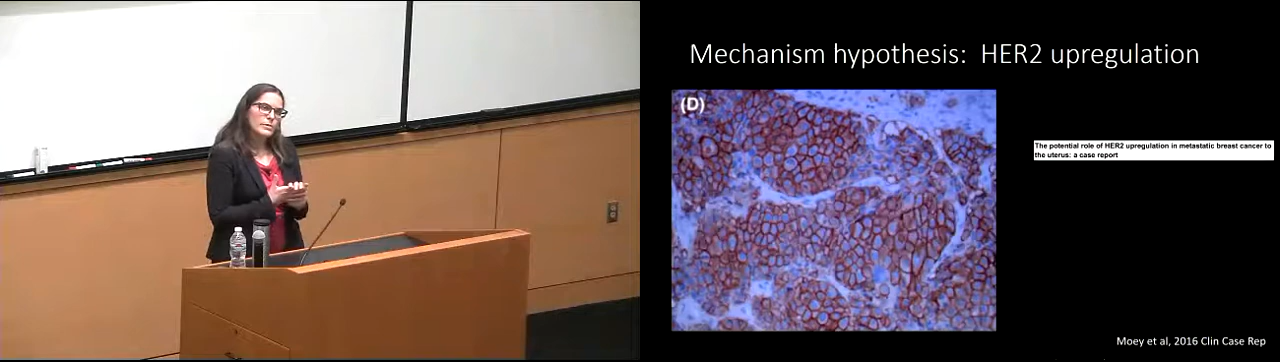 Mechanism hypothesis: HER2 upregulation
(D)
The potential role of HER2 upregulation in metastatic breast cancer to
the uterus: a case report
Moey et al, 2016 Clin Case Rep